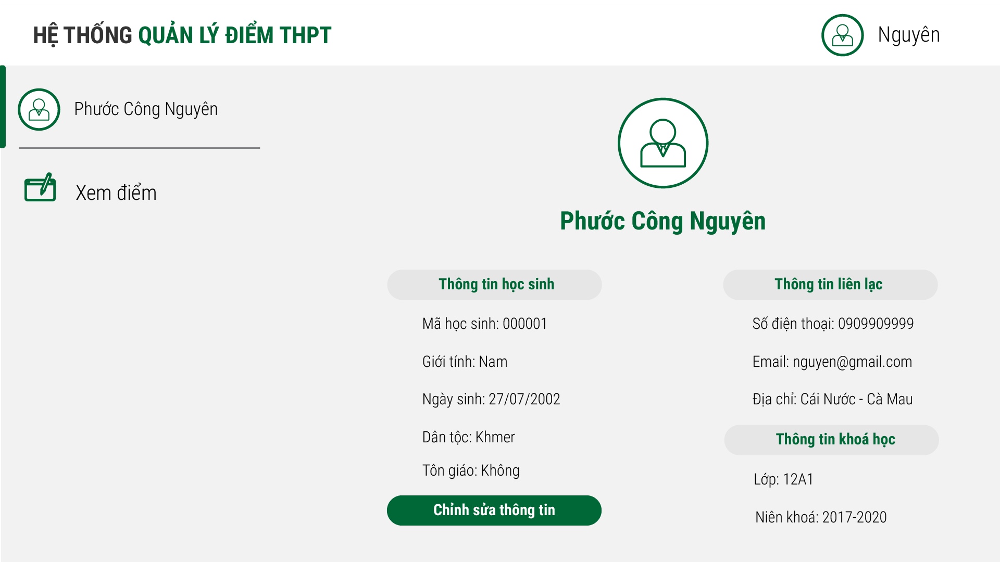 HỆ THỐNG QUẢN LÝ ĐIỂM THPT
Nguyên
Phước Công Nguyên
Xem điểm
Phước Công Nguyên
Thông tin học sinh
Mã học sinh: 000001
Giới tính: Nam
Ngày sinh: 27/07/2002
Dân tộc: Khmer
Tôn giáo: Không
Chỉnh sửa thông tin
Thông tin liên lạc
Số điện thoại: 0909909999
Email: nguyen@gmail.com
Địa chỉ: Cái Nước - Cà Mau
Thông tin khoá học
Lớp: 12A1
Niên khoá: 2017-2020